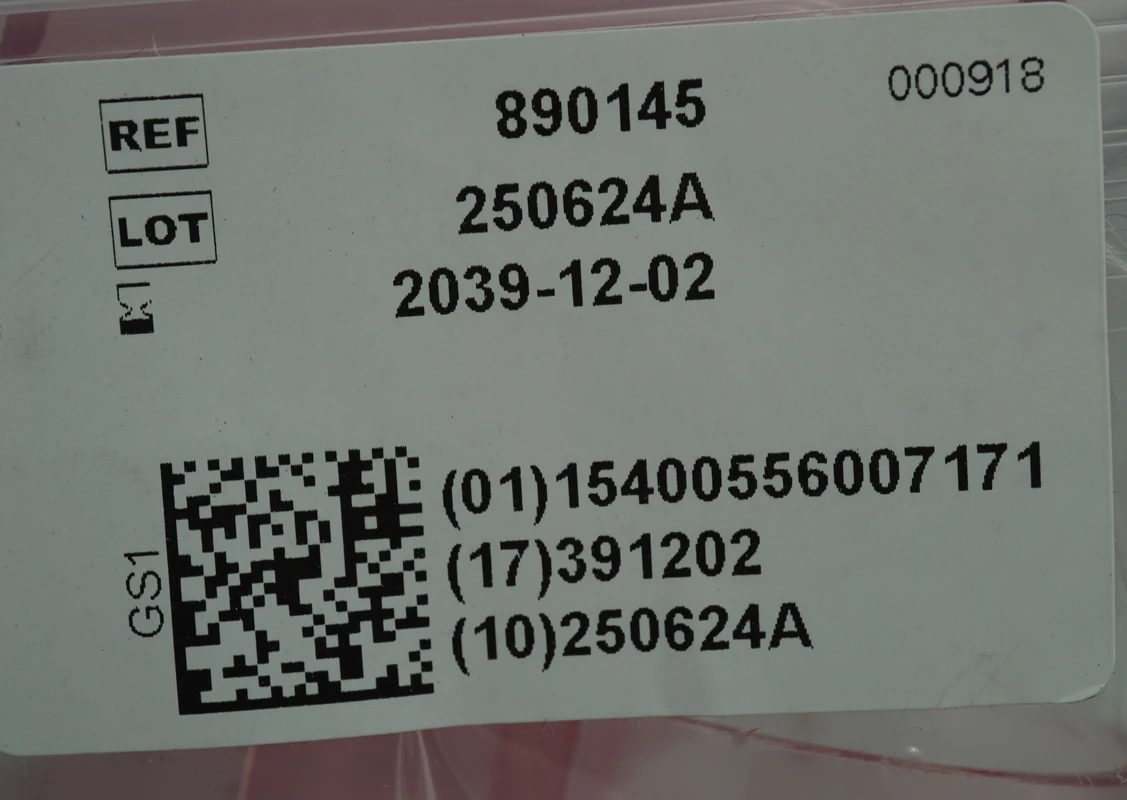 000918
REF 890145
LOT 250624A
2039-12-02
GS1
(01)15400556007171
(17)391202
(10)250624A